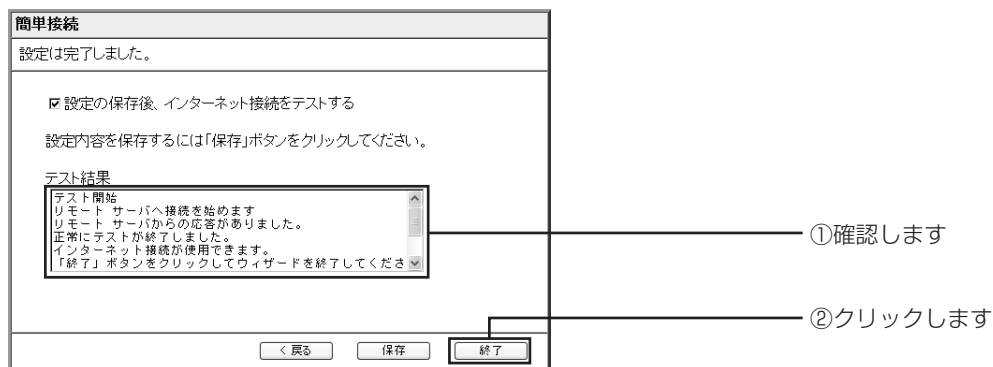 簡単接続
設定は完了しました。
設定の保存後、インターネット接続をテストする
設定内容を保存するには「保存」ボタンをクリックしてください。
テスト結果
テスト開始
リモート サーバへ接続を始めます
リモート サーバからの応答がありました。
正常にテストが終了しました。
インターネット接続が使用できます。
「終了」ボタンをクリックしてウィザードを終了してくださ
①確認します
②クリックします
< 戻る 保存 終了